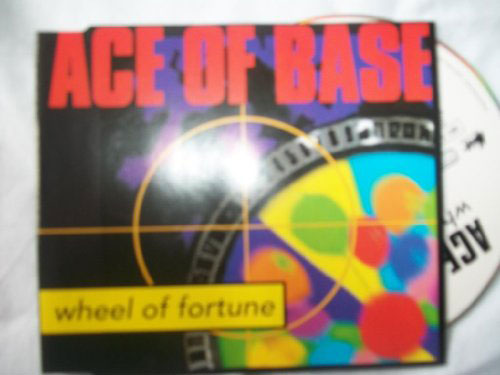 ACE OF BASE
wheel of fortune